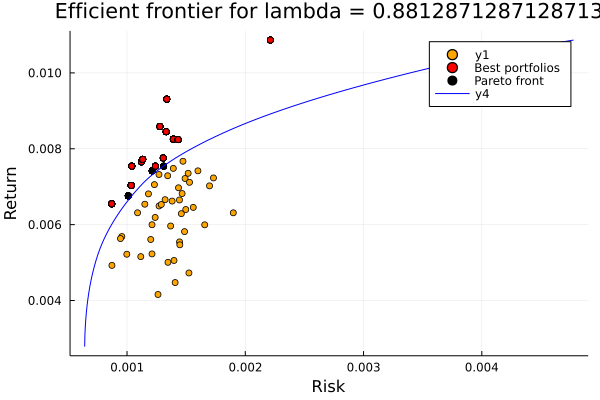 Efficient frontier for lambda = 0.8812871287128713
y1
Best portfolios
Pareto front
y4
0.010
0.008
0.006
0.004
Return
0.001
0.002
0.003
0.004
Risk